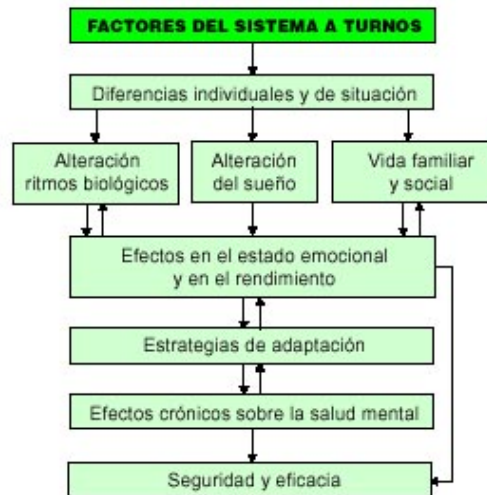 FACTORES DEL SISTEMA A TURNOS
Diferencias individuales y de situación
Alteración
ritmos biológicos
Alteración
del sueño
Vida familiar
y social
Efectos en el estado emocional
y en el rendimiento
Estrategias de adaptación
Efectos crónicos sobre la salud mental
Seguridad y eficacia